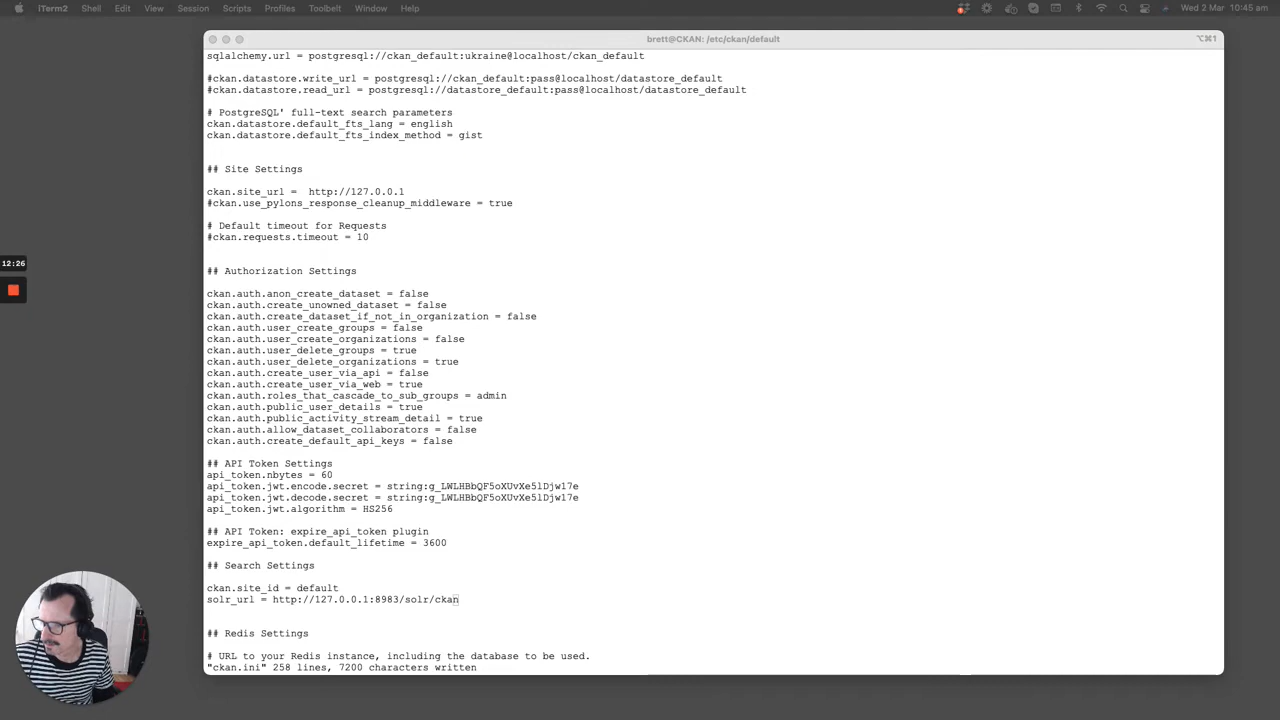 iTerm2 Shell Edit View Session Scripts Profiles Toolbelt Window Help Wed 2 Mar 10:45 am
brett@CKAN: /etc/ckan/default ⌥⌘1
sqlalchemy.url = postgresql://ckan_default:ukraine@localhost/ckan_default
#ckan.datastore.write_url = postgresql://ckan_default:pass@localhost/datastore_default
#ckan.datastore.read_url = postgresql://datastore_default:pass@localhost/datastore_default
# PostgreSQL' full-text search parameters
ckan.datastore.default_fts_lang = english
ckan.datastore.default_fts_index_method = gist
## Site Settings
ckan.site_url =  http://127.0.0.1
#ckan.use_pylons_response_cleanup_middleware = true
# Default timeout for Requests
#ckan.requests.timeout = 10
12:26
## Authorization Settings
ckan.auth.anon_create_dataset = false
ckan.auth.create_unowned_dataset = false
ckan.auth.create_dataset_if_not_in_organization = false
ckan.auth.user_create_groups = false
ckan.auth.user_create_organizations = false
ckan.auth.user_delete_groups = true
ckan.auth.user_delete_organizations = true
ckan.auth.create_user_via_api = false
ckan.auth.create_user_via_web = true
ckan.auth.roles_that_cascade_to_sub_groups = admin
ckan.auth.public_user_details = true
ckan.auth.public_activity_stream_detail = true
ckan.auth.allow_dataset_collaborators = false
ckan.auth.create_default_api_keys = false
## API Token Settings
api_token.nbytes = 60
api_token.jwt.encode.secret = string:g_LWLHBbQF5oXUvXe5lDjw17e
api_token.jwt.decode.secret = string:g_LWLHBbQF5oXUvXe5lDjw17e
api_token.jwt.algorithm = HS256
## API Token: expire_api_token plugin
expire_api_token.default_lifetime = 3600
## Search Settings
ckan.site_id = default
solr_url = http://127.0.0.1:8983/solr/ckan
## Redis Settings
# URL to your Redis instance, including the database to be used.
"ckan.ini" 258 lines, 7200 characters written